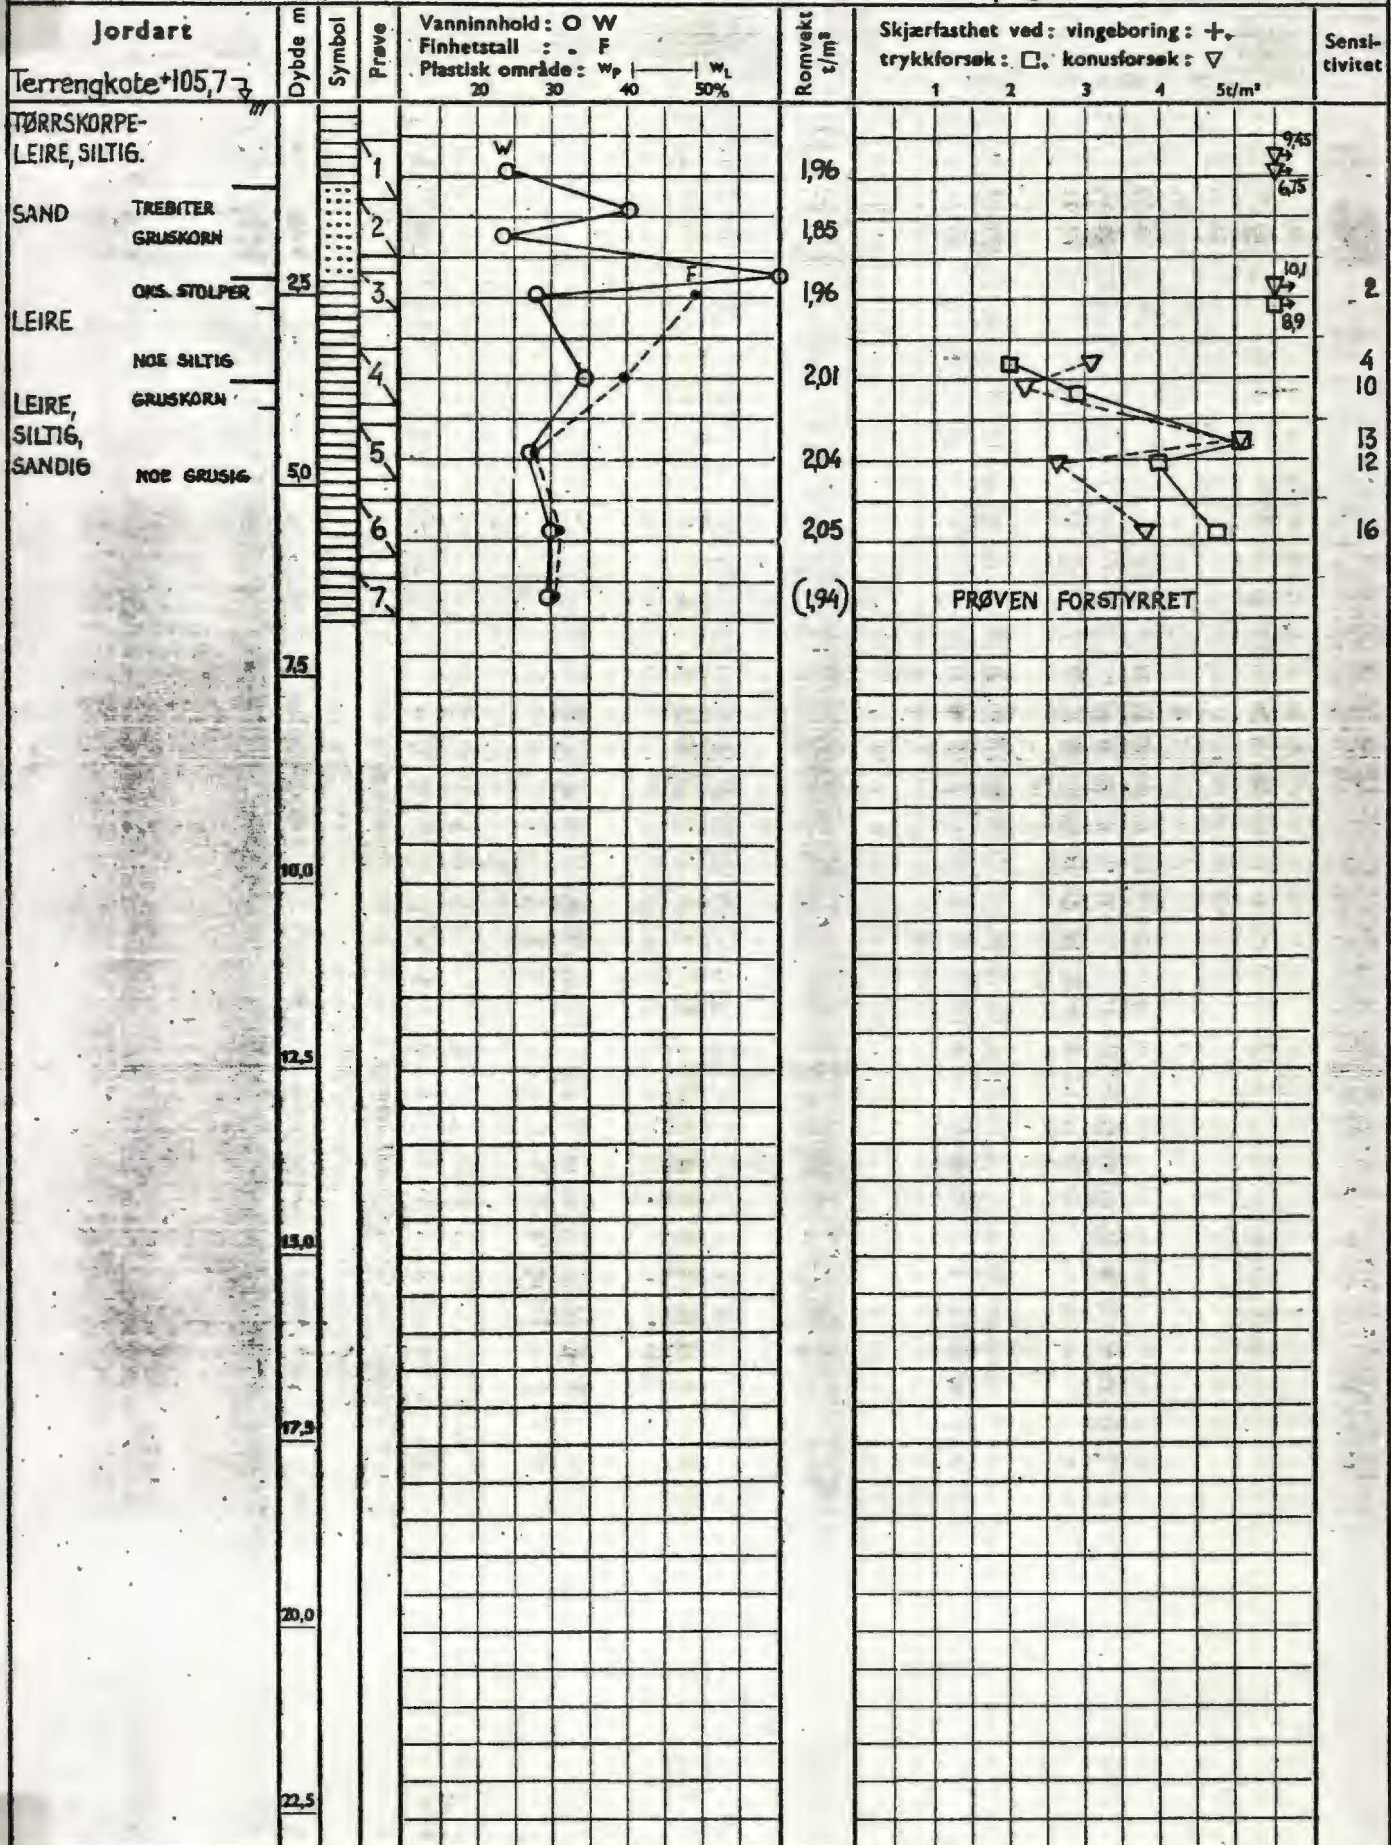 Jordart
Terrengkote +105,7
Dybde m
Symbol
Prøve
Vanninnhold: O W
Finhetstall : . F
Plastisk område: wP |——| wL
20 30 40 50%
Romvekt t/m³
Skjærfasthet ved: vingeboring: +,
trykkforsøk: □, konusforsøk: ▽
1 2 3 4 5t/m²
Sensi-
tivitet
TØRRSKORPE-
LEIRE, SILTIG.
SAND TREBITER
GRUSKORN
OKS. STOLPER
LEIRE
NOE SILTIG
GRUSKORN
LEIRE,
SILTIG,
SANDIG
NOE GRUSIG
2,5
5,0
7,5
10,0
12,5
15,0
17,5
20,0
22,5
1
2
3
4
5
6
7
W
F
1,96
1,85
1,96
2,01
2,04
2,05
(1,94)
9,45
6,75
10,1
8,9
PRØVEN FORSTYRRET
2
4
10
13
12
16